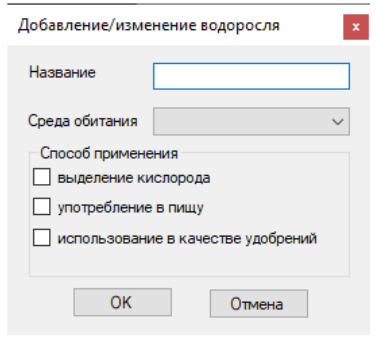 Добавление/изменение водоросля
Название
Среда обитания
Способ применения
выделение кислорода
употребление в пищу
использование в качестве удобрений
OK
Отмена